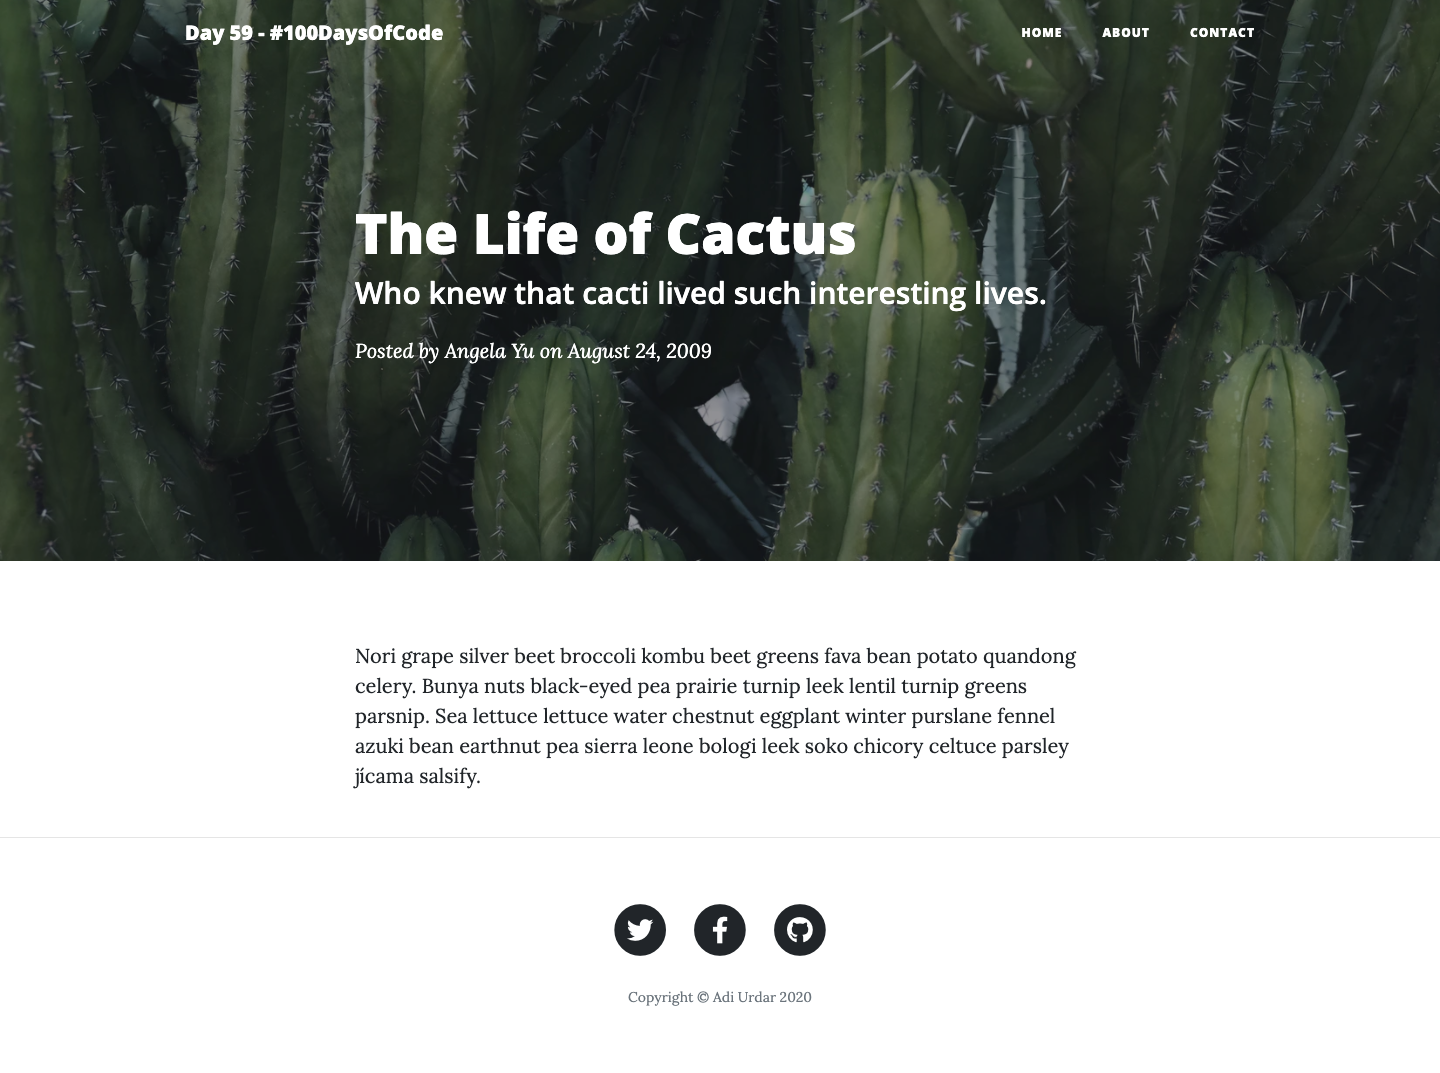 Day 59 - #100DaysOfCode
HOME ABOUT CONTACT
The Life of Cactus
Who knew that cacti lived such interesting lives.
Posted by Angela Yu on August 24, 2009
Nori grape silver beet broccoli kombu beet greens fava bean potato quandong
celery. Bunya nuts black-eyed pea prairie turnip leek lentil turnip greens
parsnip. Sea lettuce lettuce water chestnut eggplant winter purslane fennel
azuki bean earthnut pea sierra leone bologi leek soko chicory celtuce parsley
jícama salsify.
Copyright © Adi Urdar 2020